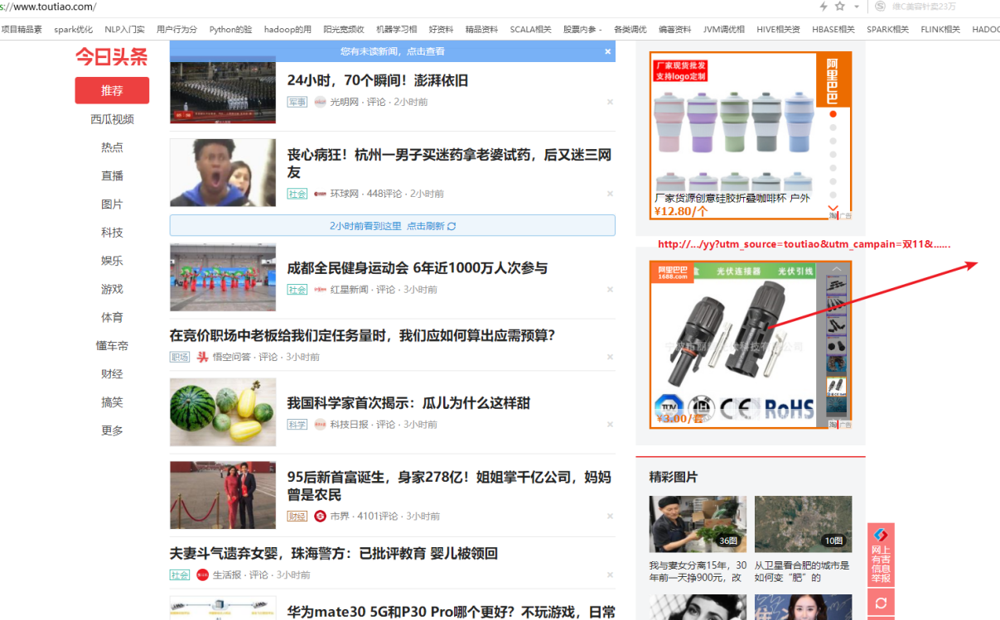 s://www.toutiao.com/
维C美容针卖23万
项目精品素 spark优化 NLP入门实 用户行为分 Python的验 hadoop的用 阳光宽频收 机器学习相 好资料 精品资料 SCALA相关 股票内参 - 各类调优 编著资料 JVM调优相 HIVE相关资 HBASE相关 SPARK相关 FLINK相关 HADOO
今日头条
推荐
西瓜视频
热点
直播
图片
科技
娱乐
游戏
体育
懂车帝
财经
搞笑
更多
您有未读新闻，点击查看
24小时，70个瞬间！澎湃依旧
军事 光明网 · 评论 · 2小时前
丧心病狂！杭州一男子买迷药拿老婆试药，后又迷三网
友
社会 环球网 · 448评论 · 2小时前
2小时前看到这里 点击刷新
成都全民健身运动会 6年近1000万人次参与
社会 红星新闻 · 评论 · 3小时前
在竞价职场中老板给我们定任务量时，我们应如何算出应需预算？
职场 悟空问答 · 评论 · 3小时前
我国科学家首次揭示：瓜儿为什么这样甜
科学 科技日报 · 评论 · 3小时前
95后新首富诞生，身家278亿！姐姐掌千亿公司，妈妈
曾是农民
财经 市界 · 4101评论 · 3小时前
夫妻斗气遗弃女婴，珠海警方：已批评教育 婴儿被领回
社会 生活报 · 评论 · 3小时前
华为mate30 5G和P30 Pro哪个更好？不玩游戏，日常
厂家现货批发
支持logo定制
阿里巴巴
厂家货源创意硅胶折叠咖啡杯 户外
¥12.80/个
淘 广告
http://.../yy?utm_source=toutiao&utm_campain=双11&......
阿里巴巴
1688.com
盒 光伏连接器 光伏引线
TUV CE RoHS
¥3.00/套
淘 广告
精彩图片
36图
我与妻女分离15年，30
年前一天挣900元，改
10图
从卫星看合肥的城市是
如何变“肥”的
网上
有害
信息
举报